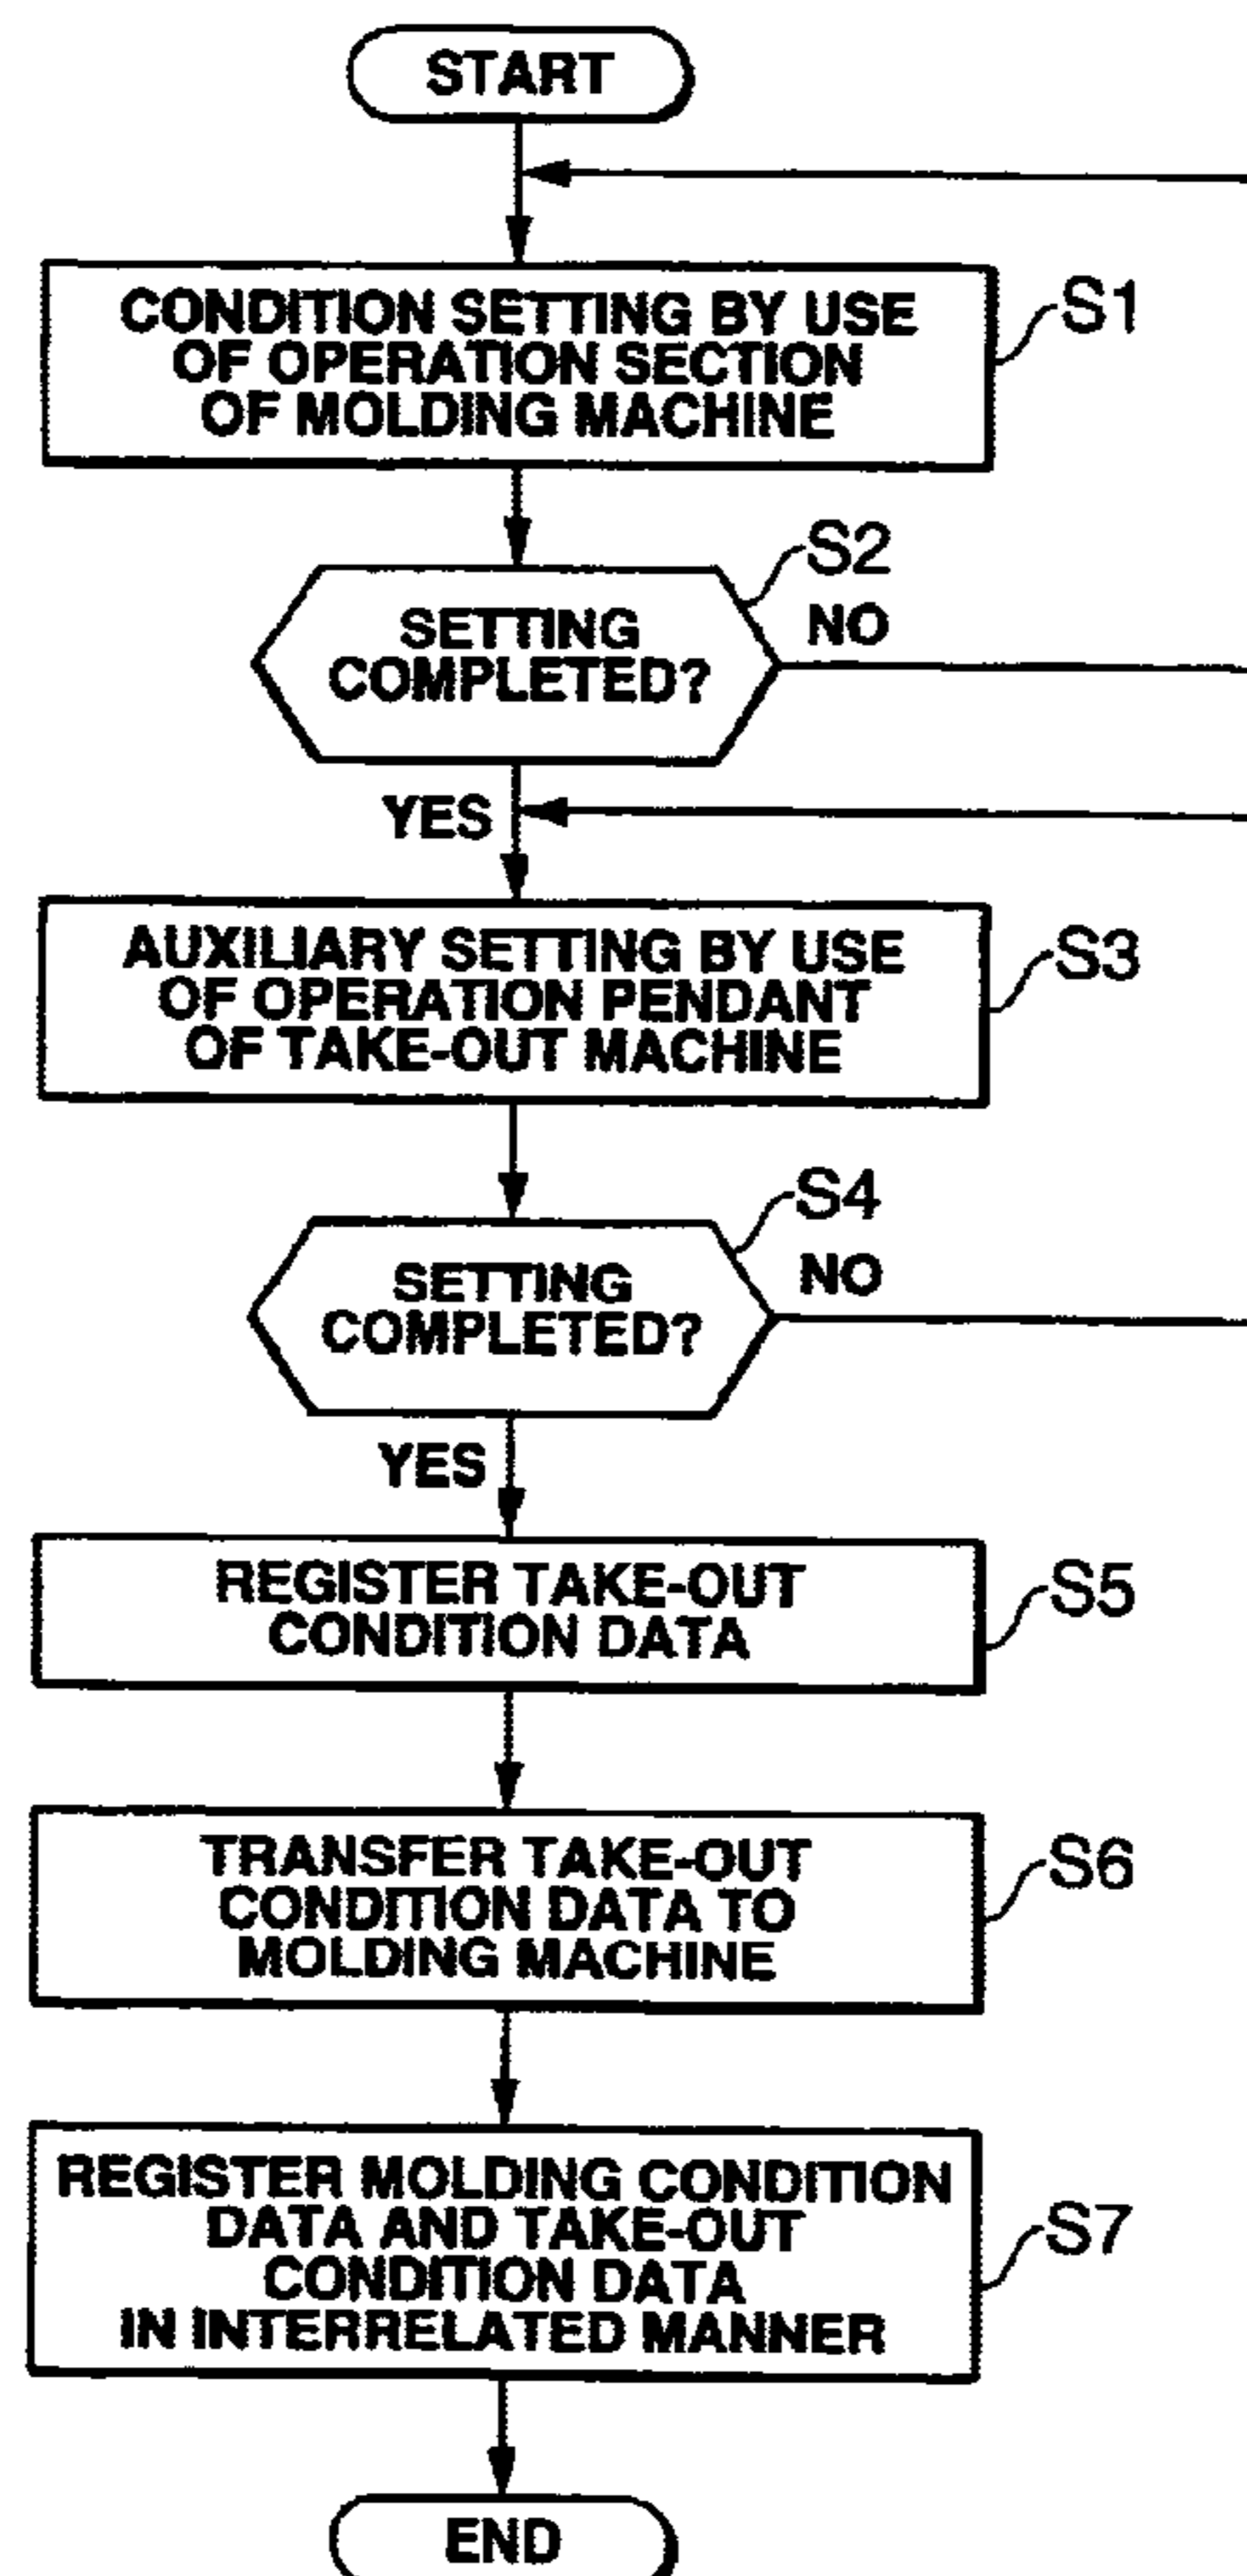 START
CONDITION SETTING BY USE
OF OPERATION SECTION
OF MOLDING MACHINE
S1
S2
SETTING
COMPLETED?
NO
YES
AUXILIARY SETTING BY USE
OF OPERATION PENDANT
OF TAKE-OUT MACHINE
S3
S4
SETTING
COMPLETED?
NO
YES
REGISTER TAKE-OUT
CONDITION DATA
S5
TRANSFER TAKE-OUT
CONDITION DATA TO
MOLDING MACHINE
S6
REGISTER MOLDING CONDITION
DATA AND TAKE-OUT
CONDITION DATA
IN INTERRELATED MANNER
S7
END